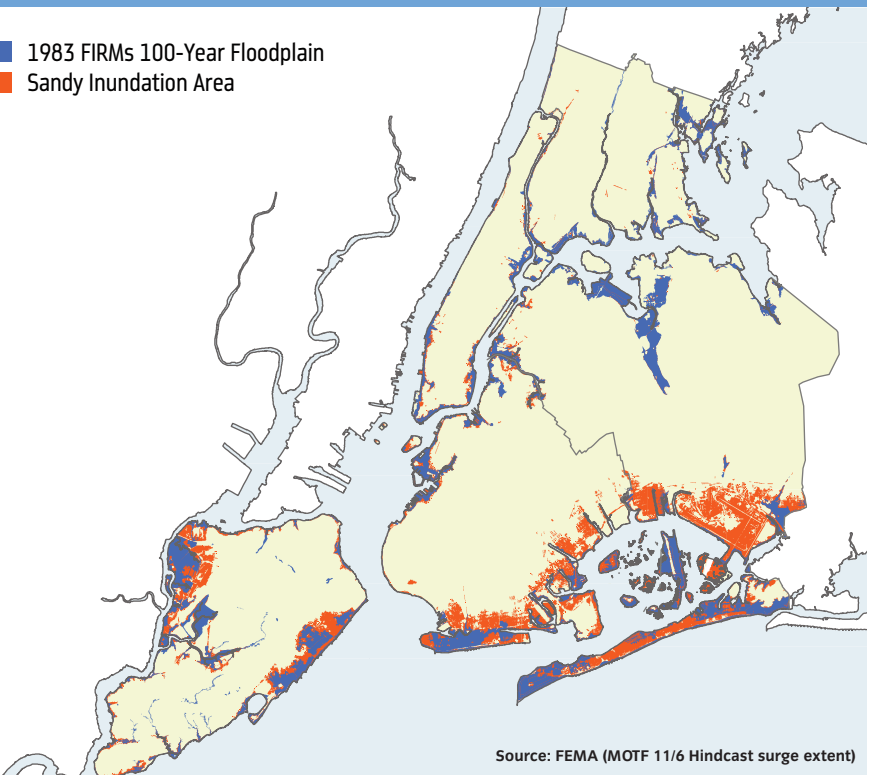 1983 FIRMs 100-Year Floodplain
Sandy Inundation Area
Source: FEMA (MOTF 11/6 Hindcast surge extent)